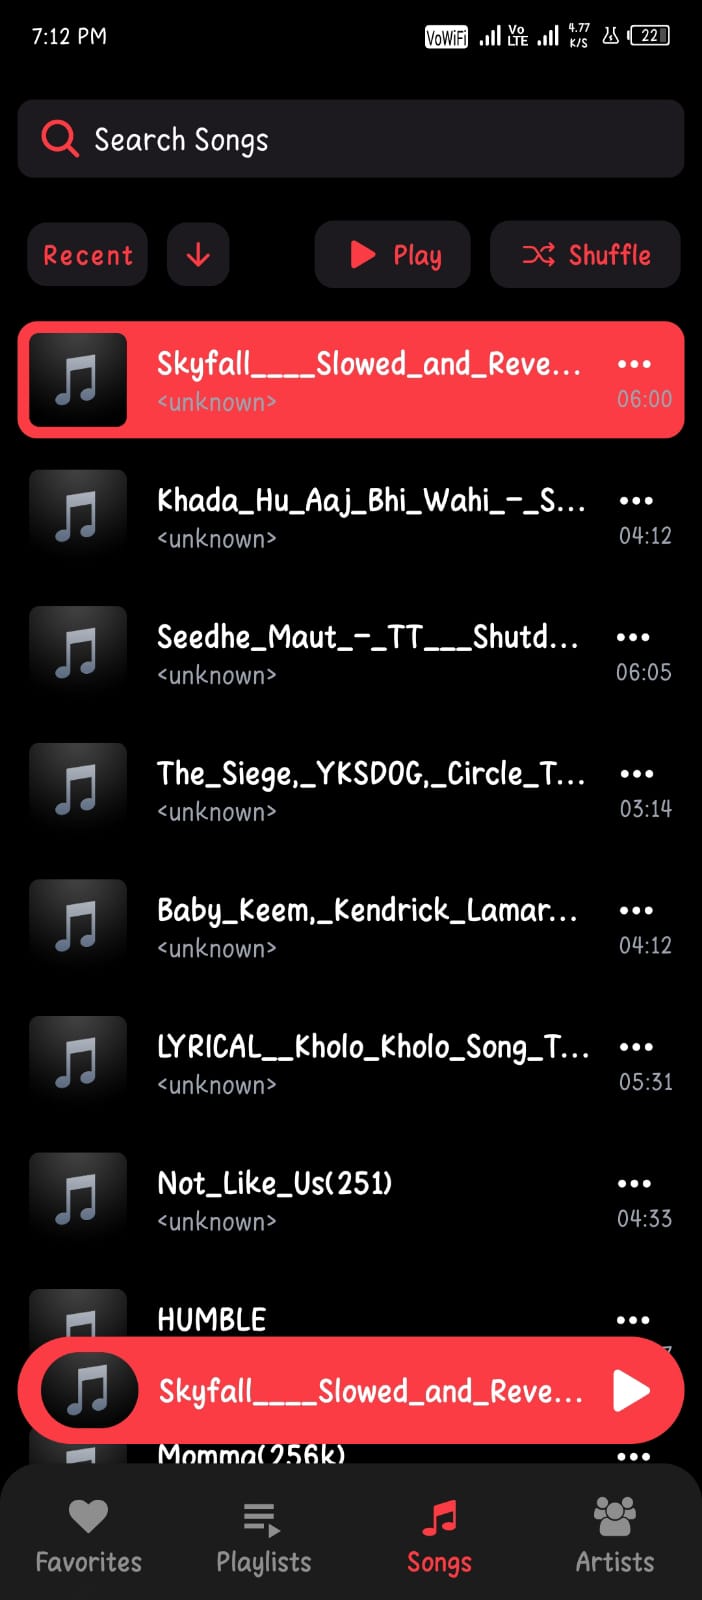 7:12 PM VoWiFi Vo LTE 4.77 K/S 22
Search Songs
Recent Play Shuffle
Skyfall____Slowed_and_Reve...
<unknown> 06:00
Khada_Hu_Aaj_Bhi_Wahi_-_S...
<unknown> 04:12
Seedhe_Maut_-_TT___Shutd...
<unknown> 06:05
The_Siege,_YKSDOG,_Circle_T...
<unknown> 03:14
Baby_Keem,_Kendrick_Lamar...
<unknown> 04:12
LYRICAL__Kholo_Kholo_Song_T...
<unknown> 05:31
Not_Like_Us(251)
<unknown> 04:33
HUMBLE
Skyfall____Slowed_and_Reve...
Momma(256k)
Favorites Playlists Songs Artists